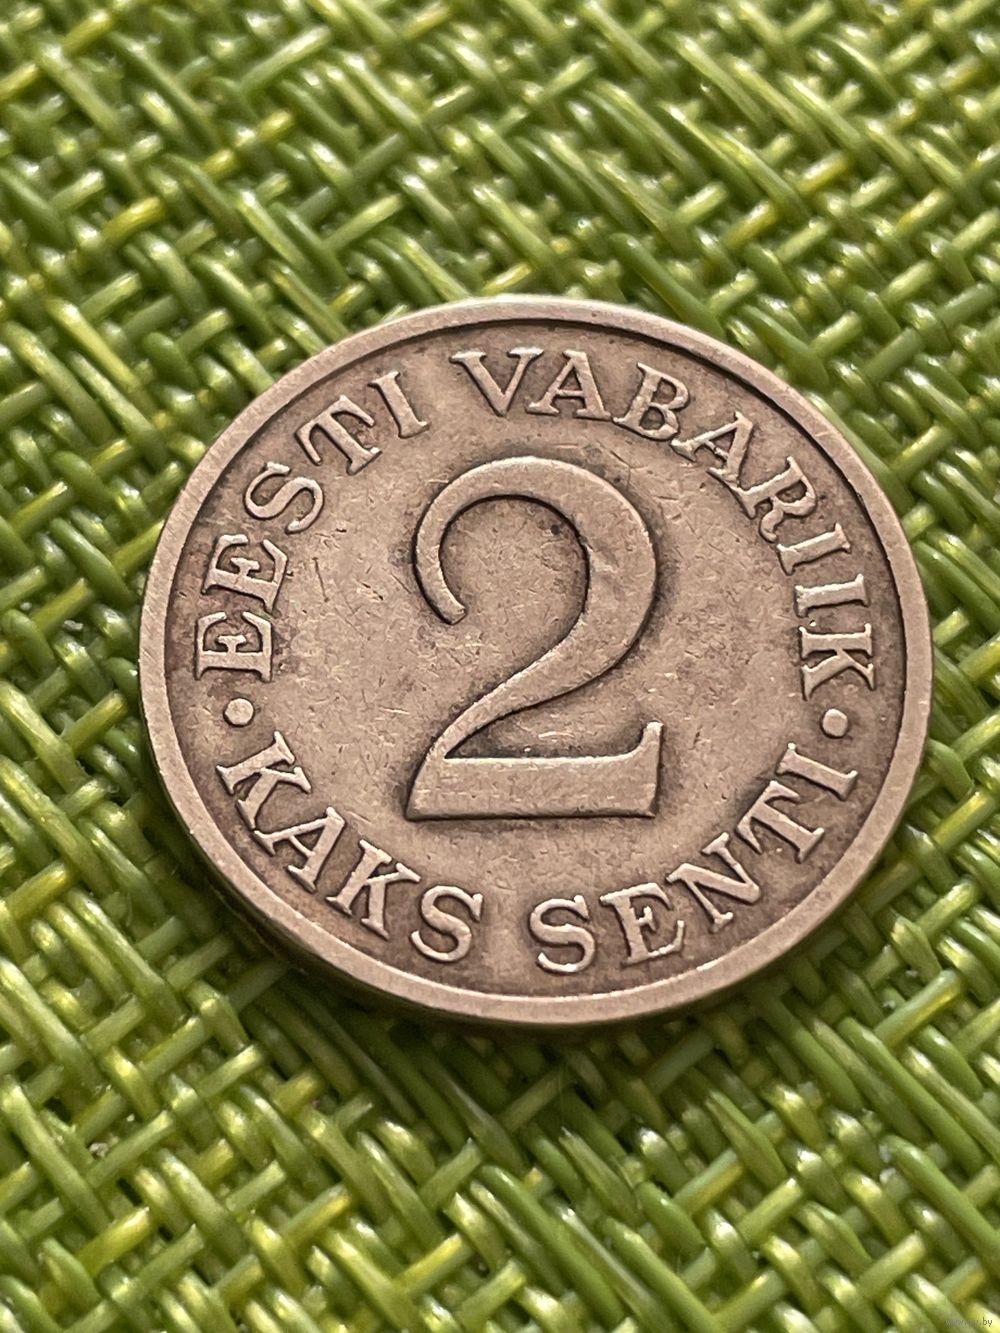 EESTI VABARIIK
2
KAKS SENTI